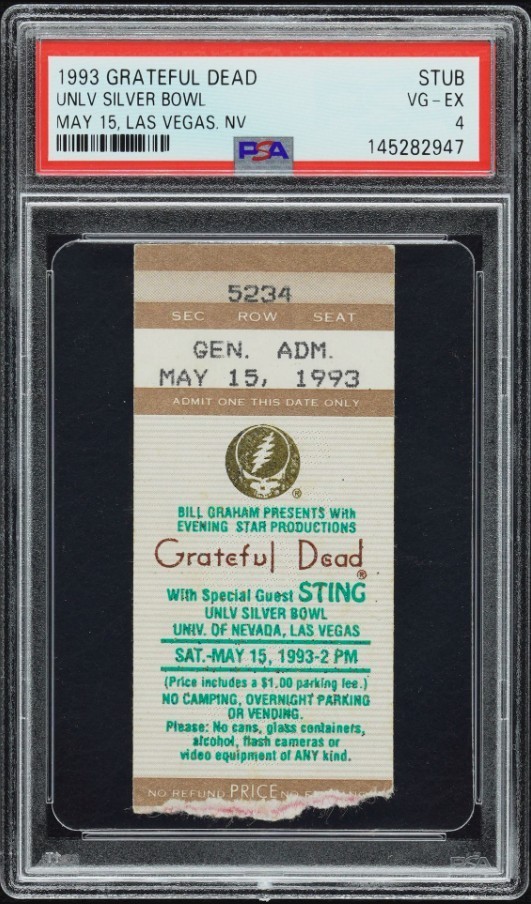 1993 GRATEFUL DEAD STUB
UNLV SILVER BOWL VG-EX
MAY 15, LAS VEGAS. NV 4
PSA 145282947
5234
SEC ROW SEAT
GEN. ADM.
MAY 15, 1993
ADMIT ONE THIS DATE ONLY
®
BILL GRAHAM PRESENTS With
EVENING STAR PRODUCTIONS
Grateful Dead
®
With Special Guest STING
UNLV SILVER BOWL
UNIV. OF NEVADA, LAS VEGAS
SAT.-MAY 15, 1993-2 PM
(Price includes a $1.00 parking fee.)
NO CAMPING, OVERNIGHT PARKING
OR VENDING.
Please: No cans, glass containers,
alcohol, flash cameras or
video equipment of ANY kind.
NO REFUND PRICE NO
PSA